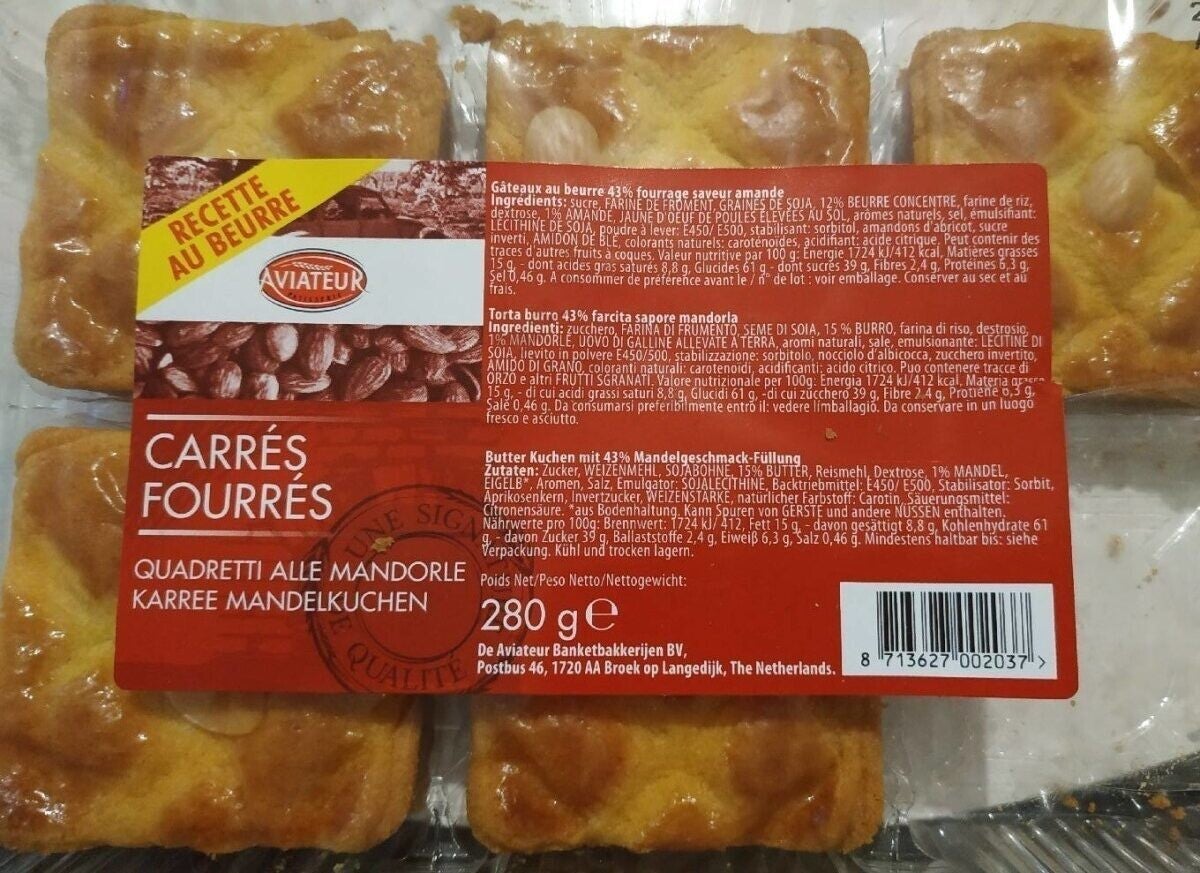 RECETTE
AU BEURRE
AVIATEUR
PATISSERIE
CARRÉS
FOURRÉS
QUADRETTI ALLE MANDORLE
KARREE MANDELKUCHEN
UNE SIGN
DE QUALITÉ
Gâteaux au beurre 43% fourrage saveur amande
Ingrédients: sucre, FARINE DE FROMENT, GRAINES DE SOJA, 12% BEURRE CONCENTRE, farine de riz,
dextrose, 1% AMANDE, JAUNE D'OEUF DE POULES ÉLEVÉES AU SOL, arômes naturels, sel, émulsifiant:
LECITHINE DE SOJA, poudre à lever: E450/ E500, stabilisant: sorbitol, amandons d'abricot, sucre
inverti, AMIDON DE BLÉ, colorants naturels: caroténoïdes, acidifiant: acide citrique. Peut contenir des
traces d'autres fruits à coques. Valeur nutritive par 100 g: Énergie 1724 kJ/412 kcal, Matières grasses
15 g,- dont acides gras saturés 8,8 g, Glucides 61 g - dont sucres 39 g, Fibres 2,4 g, Protéines 6,3 g,
Sel 0,46 g. A consommer de préférence avant le / n° de lot : voir emballage. Conserver au sec et au
frais.
Torta burro 43% farcita sapore mandorla
Ingredienti: zucchero, FARINA DI FRUMENTO, SEME DI SOIA, 15 % BURRO, farina di riso, destrosio,
1% MANDORLE, UOVO DI GALLINE ALLEVATE A TERRA, aromi naturali, sale, emulsionante: LECITINE DI
SOIA, lievito in polvere E450/500, stabilizzazione: sorbitolo, nocciolo d'albicocca, zucchero invertito,
AMIDO DI GRANO, coloranti naturali: carotenoidi, acidificanti: acido citrico. Puo contenere tracce di
ORZO e altri FRUTTI SGRANATI. Valore nutrizionale per 100g: Energia 1724 kJ/412 kcal, Materia grasse
15 g, - di cui acidi grassi saturi 8,8 g, Glucidi 61 g, -di cui zucchero 39 g, Fibre 2,4 g, Protiene 6,3 g,
Sale 0,46 g. Da consumarsi preferibilmente entro il: vedere l'imballagio. Da conservare in un luogo
fresco e asciutto.
Butter Kuchen mit 43% Mandelgeschmack-Füllung
Zutaten: Zucker, WEIZENMEHL, SOJABOHNE, 15% BUTTER, Reismehl, Dextrose, 1% MANDEL,
EIGELB*, Aromen, Salz, Emulgator: SOJALECITHINE, Backtriebmittel: E450/ E500, Stabilisator: Sorbit,
Aprikosenkern, Invertzucker, WEIZENSTÄRKE, natürlicher Farbstoff: Carotin, Säuerungsmittel:
Citronensäure. *aus Bodenhaltung. Kann Spuren von GERSTE und andere NÜSSEN enthalten.
Nährwerte pro 100g: Brennwert: 1724 kJ/ 412, Fett 15 g, - davon gesättigt 8,8 g, Kohlenhydrate 61
g, - davon Zucker 39 g, Ballaststoffe 2,4 g, Eiweiß 6,3 g, Salz 0,46 g. Mindestens haltbar bis: siehe
Verpackung. Kühl und trocken lagern.
Poids Net/Peso Netto/Nettogewicht:
280 g e
De Aviateur Banketbakkerijen BV,
Postbus 46, 1720 AA Broek op Langedijk, The Netherlands.
8 713627 002037 >